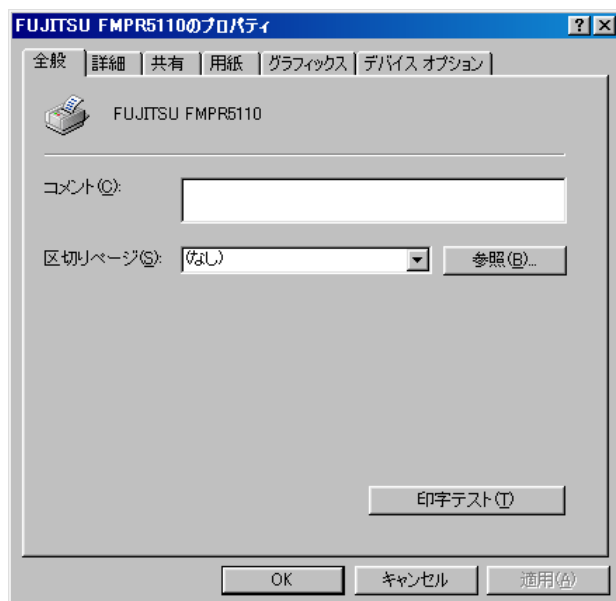 FUJITSU FMPR5110のプロパティ
全般 詳細 共有 用紙 グラフィックス デバイス オプション
FUJITSU FMPR5110
コメント(C):
区切りページ(S): (なし) 参照(B)...
印字テスト(T)
OK キャンセル 適用(A)